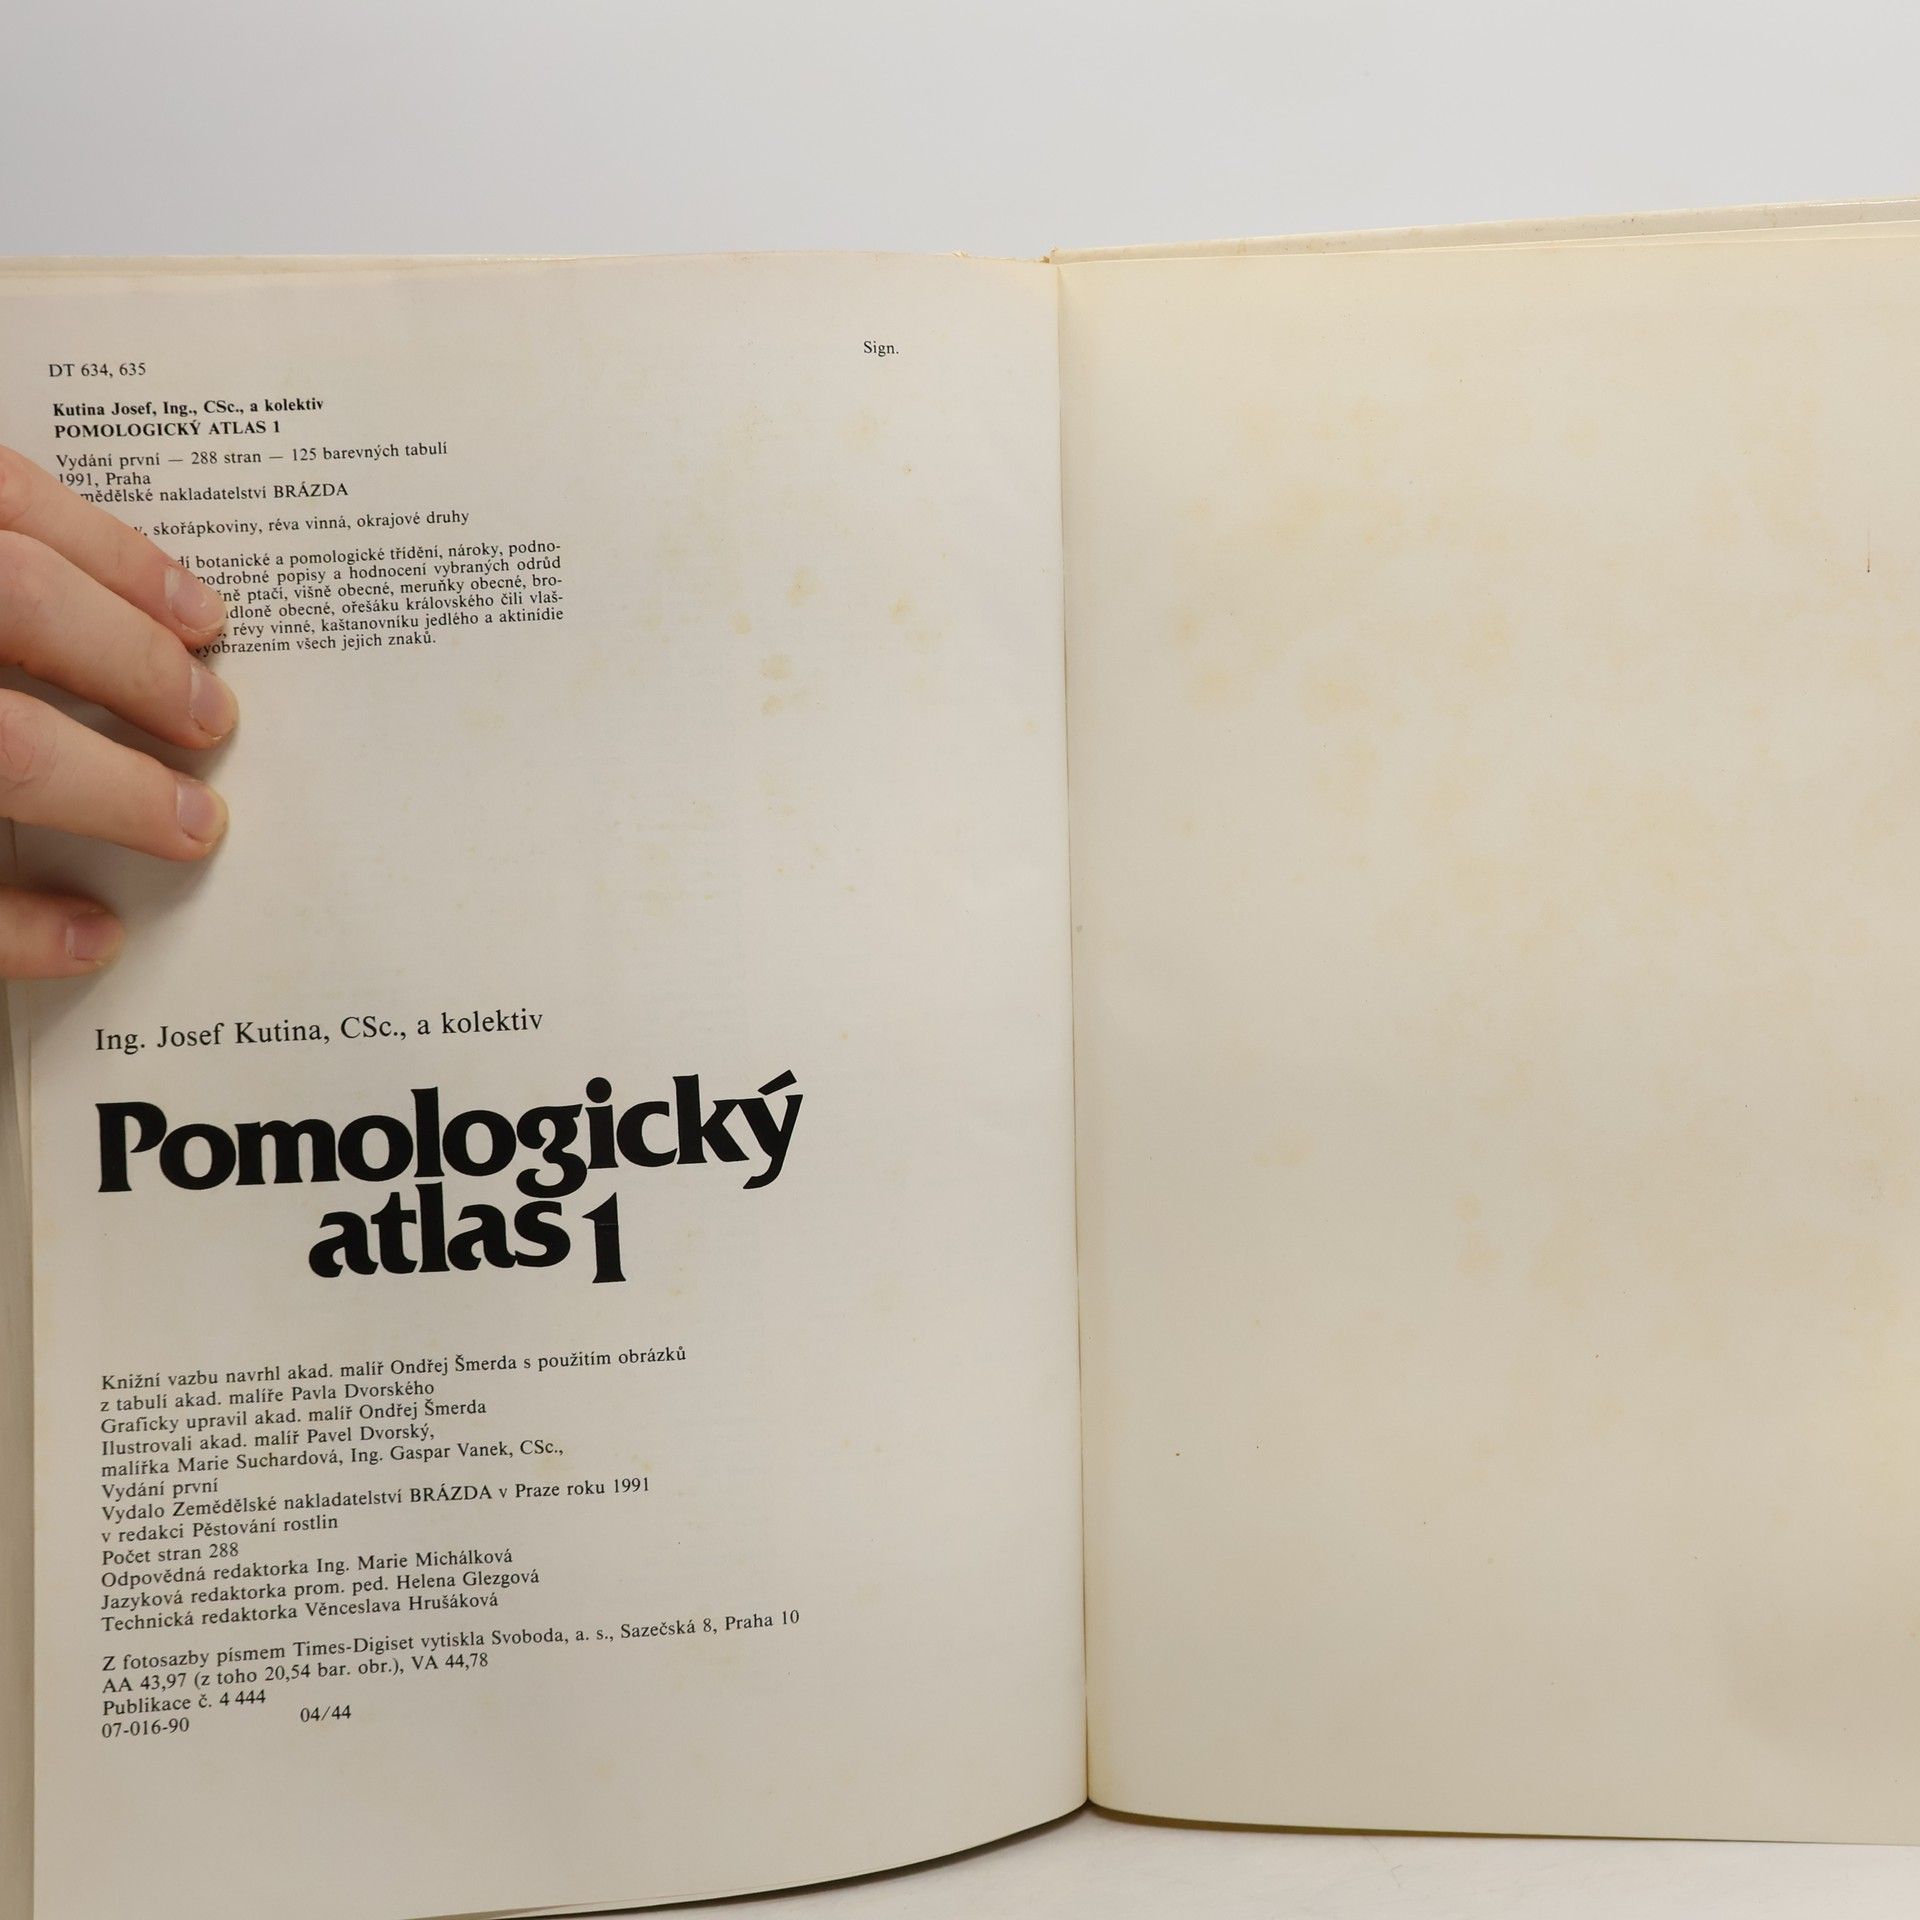 Sign.
DT 634, 635
Kutina Josef, Ing., CSc., a kolektiv
POMOLOGICKÝ ATLAS 1
Vydání první — 288 stran — 125 barevných tabulí
1991, Praha
nakladatelství BRÁZDA
skořápkoviny, réva vinná, okrajové druhy
botanické a pomologické třídění, nároky, podno-
podrobné popisy a hodnocení vybraných odrůd
ptačí, višně obecné, meruňky obecné, bro-
obecné, ořešáku královského čili vlaš-
révy vinné, kaštanovníku jedlého a aktinídie
vyobrazením všech jejich znaků.
Ing. Josef Kutina, CSc., a kolektiv
Pomologický
atlas 1
Knižní vazbu navrhl akad. malíř Ondřej Šmerda s použitím obrázků
z tabulí akad. malíře Pavla Dvorského
Graficky upravil akad. malíř Ondřej Šmerda
Ilustrovali akad. malíř Pavel Dvorský,
malířka Marie Suchardová, Ing. Gaspar Vanek, CSc.,
Vydání první
Vydalo Zemědělské nakladatelství BRÁZDA v Praze roku 1991
v redakci Pěstování rostlin
Počet stran 288
Odpovědná redaktorka Ing. Marie Michálková
Jazyková redaktorka prom. ped. Helena Glezgová
Technická redaktorka Věnceslava Hrušáková
Z fotosazby písmem Times-Digiset vytiskla Svoboda, a. s., Sazečská 8, Praha 10
AA 43,97 (z toho 20,54 bar. obr.), VA 44,78
Publikace č. 4 444
07-016-90 04/44